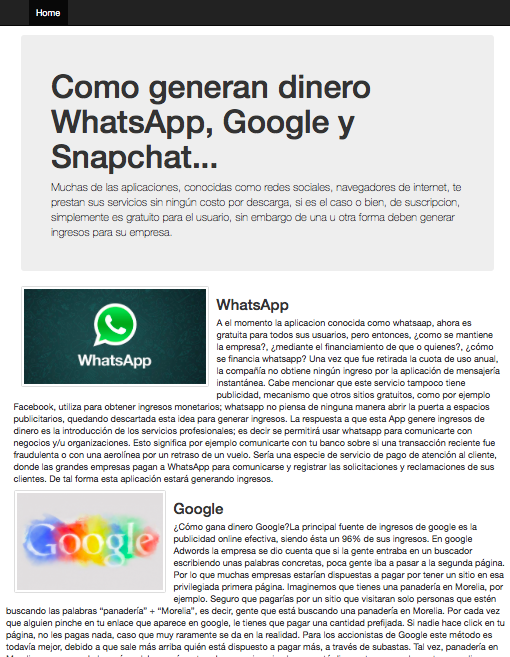 Home
Como generan dinero
WhatsApp, Google y
Snapchat...
Muchas de las aplicaciones, conocidas como redes sociales, navegadores de internet, te
prestan sus servicios sin ningún costo por descarga, si es el caso o bien, de suscripcion,
simplemente es gratuito para el usuario, sin embargo de una u otra forma deben generar
ingresos para su empresa.
WhatsApp
WhatsApp
A el momento la aplicacion conocida como whatsaap, ahora es
gratuita para todos sus usuarios, pero entonces, ¿como se mantiene
la empresa?, ¿mediante el financiamiento de que o quienes?, ¿cómo
se financia whatsapp? Una vez que fue retirada la cuota de uso anual,
la compañía no obtiene ningún ingreso por la aplicación de mensajería
instantánea. Cabe mencionar que este servicio tampoco tiene
publicidad, mecanismo que otros sitios gratuitos, como por ejemplo
Facebook, utiliza para obtener ingresos monetarios; whatsapp no piensa de ninguna manera abrir la puerta a espacios
publicitarios, quedando descartada esta idea para generar ingresos. La respuesta a que esta App genere ingresos de
dinero es la introducción de los servicios profesionales; es decir se permitirá usar whatsapp para comunicarte con
negocios y/u organizaciones. Esto significa por ejemplo comunicarte con tu banco sobre si una transacción reciente fue
fraudulenta o con una aerolínea por un retraso de un vuelo. Sería una especie de servicio de pago de atención al cliente,
donde las grandes empresas pagan a WhatsApp para comunicarse y registrar las solicitaciones y reclamaciones de sus
clientes. De tal forma esta aplicación estará generando ingresos.
Google
Google
¿Cómo gana dinero Google?La principal fuente de ingresos de google es la
publicidad online efectiva, siendo ésta un 96% de sus ingresos. En google
Adwords la empresa se dio cuenta que si la gente entraba en un buscador
escribiendo unas palabras concretas, poca gente iba a pasar a la segunda página.
Por lo que muchas empresas estarían dispuestas a pagar por tener un sitio en esa
privilegiada primera página. Imaginemos que tienes una panadería en Morelia, por
ejemplo. Seguro que pagarías por un sitio que visitaran solo personas que estén
buscando las palabras “panadería” + “Morelia”, es decir, gente que está buscando una panadería en Morelia. Por cada vez
que alguien pinche en tu enlace que aparece en google, le tienes que pagar una cantidad prefijada. Si nadie hace click en tu
página, no les pagas nada, caso que muy raramente se da en la realidad. Para los accionistas de Google este método es
todavía mejor, debido a que sale más arriba quién está dispuesto a pagar más, a través de subastas. Tal vez, panadería en